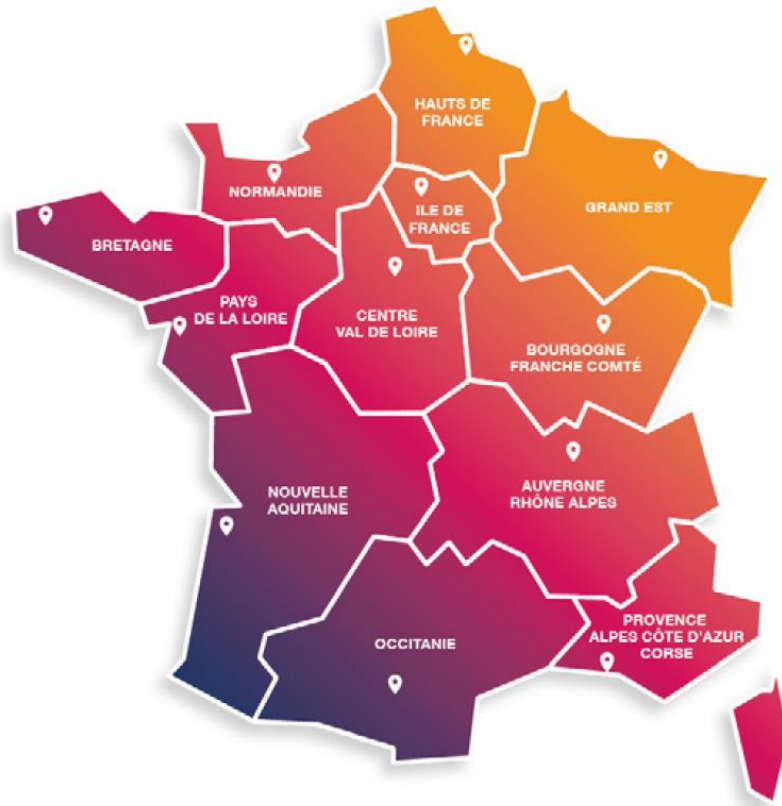 HAUTS DE
FRANCE
NORMANDIE
ILE DE
FRANCE
GRAND EST
BRETAGNE
PAYS
DE LA LOIRE
CENTRE
VAL DE LOIRE
BOURGOGNE
FRANCHE COMTÉ
NOUVELLE
AQUITAINE
AUVERGNE
RHÔNE ALPES
OCCITANIE
PROVENCE
ALPES CÔTE D'AZUR
CORSE